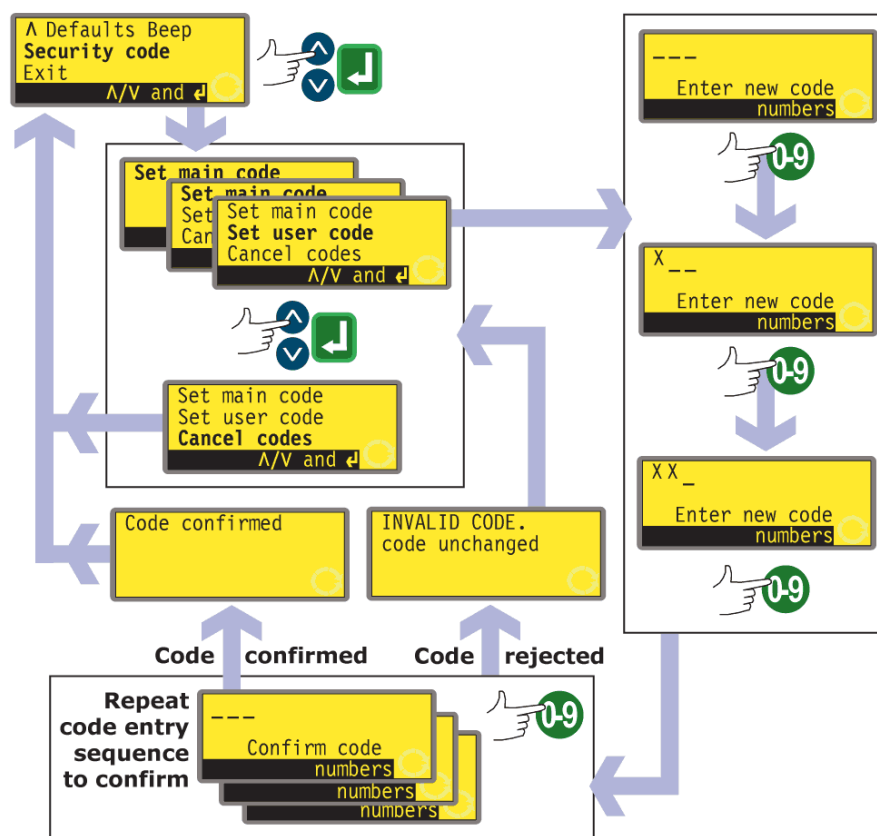 Λ Defaults Beep
Security code
Exit
Λ/V and ↲
Set main code
Set main code
Set
Can
Set main code
Set user code
Cancel codes
Λ/V and ↲
Set main code
Set user code
Cancel codes
Λ/V and ↲
_ _ _
Enter new code
numbers
0-9
X _ _
Enter new code
numbers
0-9
X X _
Enter new code
numbers
0-9
Code confirmed
INVALID CODE.
code unchanged
Code confirmed
Code rejected
Repeat
code entry
sequence
to confirm
_ _ _
Confirm code
numbers
numbers
numbers
0-9